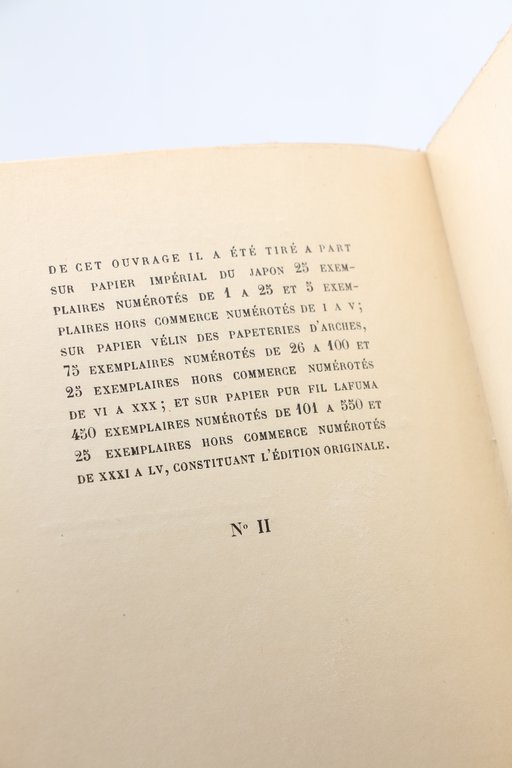 DE CET OUVRAGE IL A ÉTÉ TIRÉ A PART
SUR PAPIER IMPÉRIAL DU JAPON 25 EXEM-
PLAIRES NUMÉROTÉS DE 1 A 25 ET 5 EXEM-
PLAIRES HORS COMMERCE NUMÉROTÉS DE I A V;
SUR PAPIER VÉLIN DES PAPETERIES D'ARCHES,
75 EXEMPLAIRES NUMÉROTÉS DE 26 A 100 ET
25 EXEMPLAIRES HORS COMMERCE NUMÉROTÉS
DE VI A XXX; ET SUR PAPIER PUR FIL LAFUMA
450 EXEMPLAIRES NUMÉROTÉS DE 101 A 550 ET
25 EXEMPLAIRES HORS COMMERCE NUMÉROTÉS
DE XXXI A LV, CONSTITUANT L'ÉDITION ORIGINALE.
No II